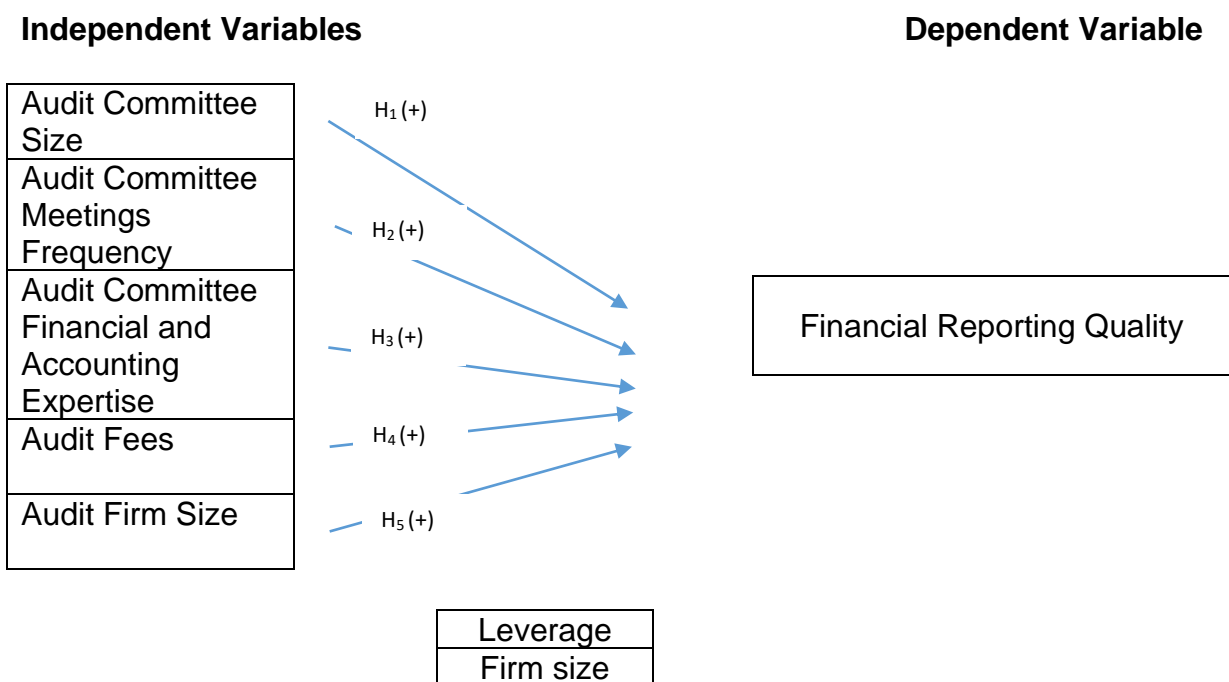 Independent Variables
Dependent Variable
Audit Committee
Size
Audit Committee
Meetings
Frequency
Audit Committee
Financial and
Accounting
Expertise
Audit Fees
Audit Firm Size
H₁ (+)
H₂ (+)
H₃ (+)
H₄ (+)
H₅ (+)
Financial Reporting Quality
Leverage
Firm size